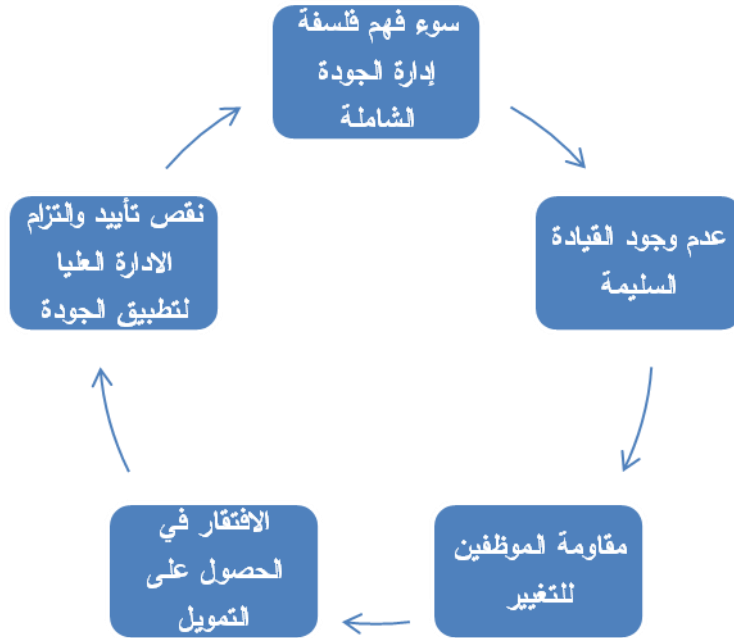 سوء فهم فلسفة
إدارة الجودة
الشاملة
عدم وجود القيادة
السليمة
مقاومة الموظفين
للتغيير
الافتقار في
الحصول على
التمويل
نقص تأييد والتزام
الادارة العليا
لتطبيق الجودة